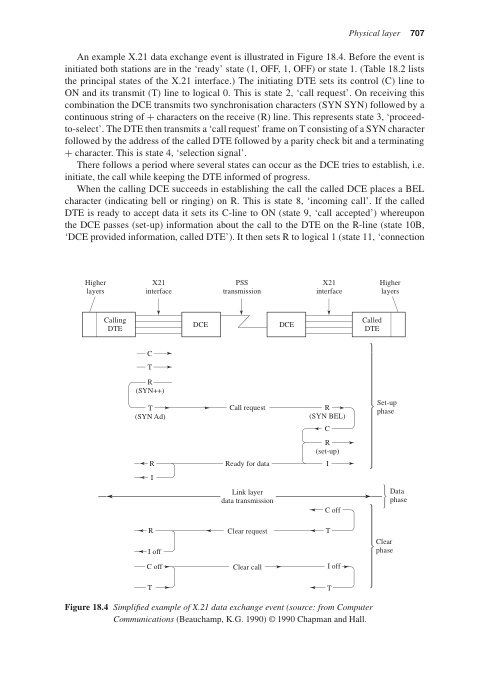 Physical layer 707
An example X.21 data exchange event is illustrated in Figure 18.4. Before the event is
initiated both stations are in the ‘ready’ state (1, OFF, 1, OFF) or state 1. (Table 18.2 lists
the principal states of the X.21 interface.) The initiating DTE sets its control (C) line to
ON and its transmit (T) line to logical 0. This is state 2, ‘call request’. On receiving this
combination the DCE transmits two synchronisation characters (SYN SYN) followed by a
continuous string of + characters on the receive (R) line. This represents state 3, ‘proceed-
to-select’. The DTE then transmits a ‘call request’ frame on T consisting of a SYN character
followed by the address of the called DTE followed by a parity check bit and a terminating
+ character. This is state 4, ‘selection signal’.
There follows a period where several states can occur as the DCE tries to establish, i.e.
initiate, the call while keeping the DTE informed of progress.
When the calling DCE succeeds in establishing the call the called DCE places a BEL
character (indicating bell or ringing) on R. This is state 8, ‘incoming call’. If the called
DTE is ready to accept data it sets its C-line to ON (state 9, ‘call accepted’) whereupon
the DCE passes (set-up) information about the call to the DTE on the R-line (state 10B,
‘DCE provided information, called DTE’). It then sets R to logical 1 (state 11, ‘connection
Higher X21 PSS X21 Higher
layers interface transmission interface layers
Calling DCE DCE Called
DTE DTE
C
T
R
(SYN++)
T Call request R
(SYN Ad) (SYN BEL)
Set-up
phase
C
R
(set-up)
R Ready for data I
I
Link layer
data transmission
Data
phase
C off
R Clear request T
I off
Clear
phase
C off Clear call I off
T T
Figure 18.4 Simplified example of X.21 data exchange event (source: from Computer
Communications (Beauchamp, K.G. 1990) © 1990 Chapman and Hall.